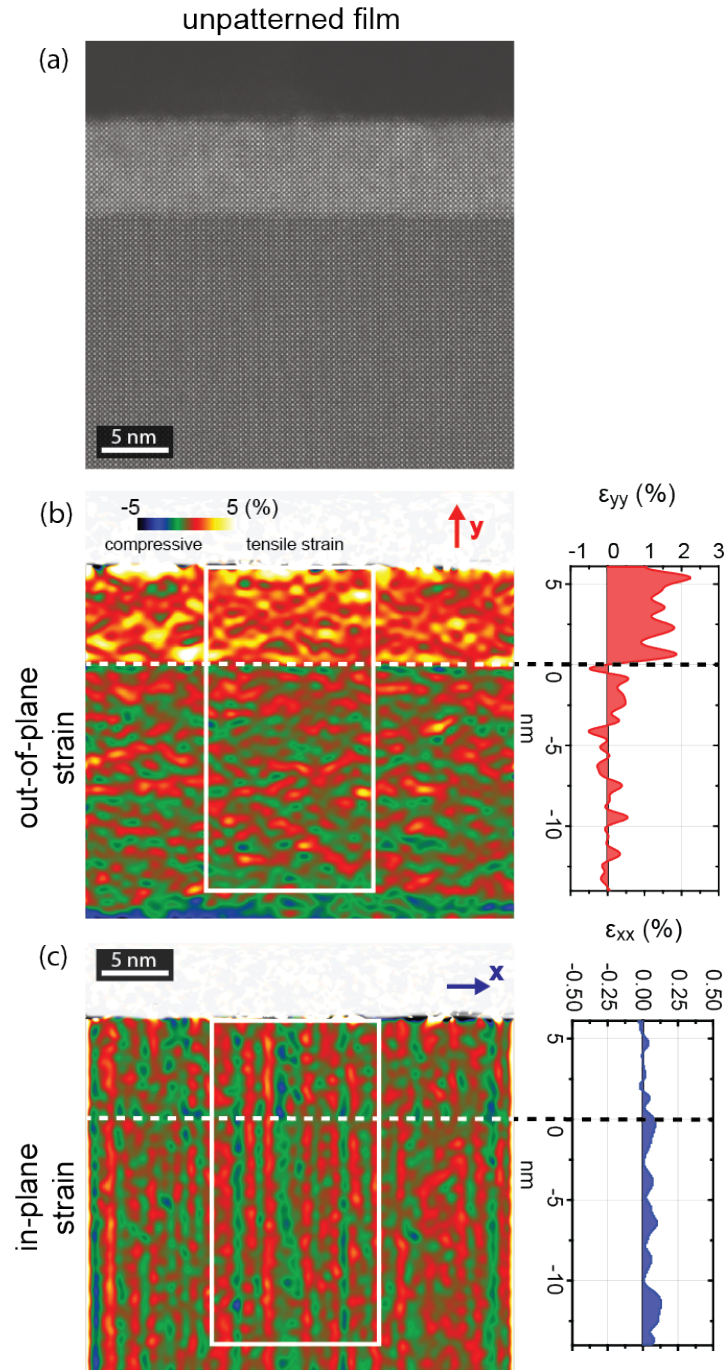 unpatterned film
(a)
5 nm
(b)
-5 5 (%)
compressive tensile strain
y
out-of-plane
strain
εyy (%)
-1 0 1 2 3
5
0
-5
-10
nm
(c)
5 nm
x
in-plane
strain
εxx (%)
-0.50 -0.25 0.00 0.25 0.50
5
0
-5
-10
nm